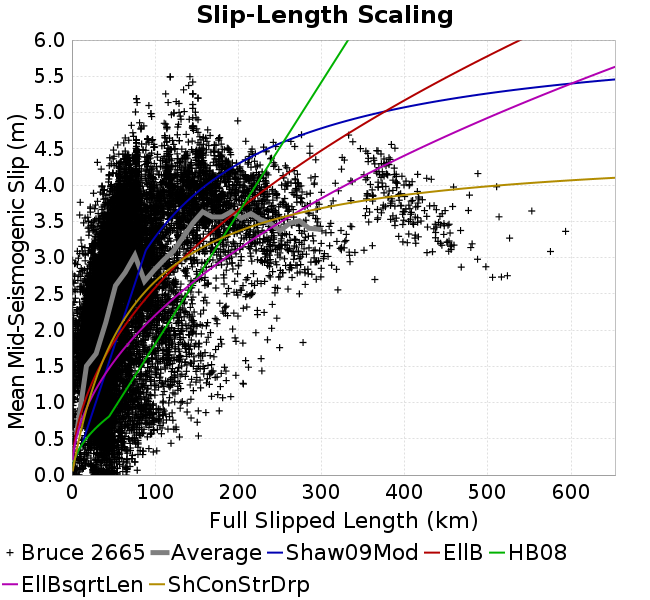 Slip-Length Scaling
Mean Mid-Seismogenic Slip (m)
6.0
5.5
5.0
4.5
4.0
3.5
3.0
2.5
2.0
1.5
1.0
0.5
0.0
0 100 200 300 400 500 600
Full Slipped Length (km)
Bruce 2665 Average Shaw09Mod EllB HB08
EllBsqrtLen ShConStrDrp